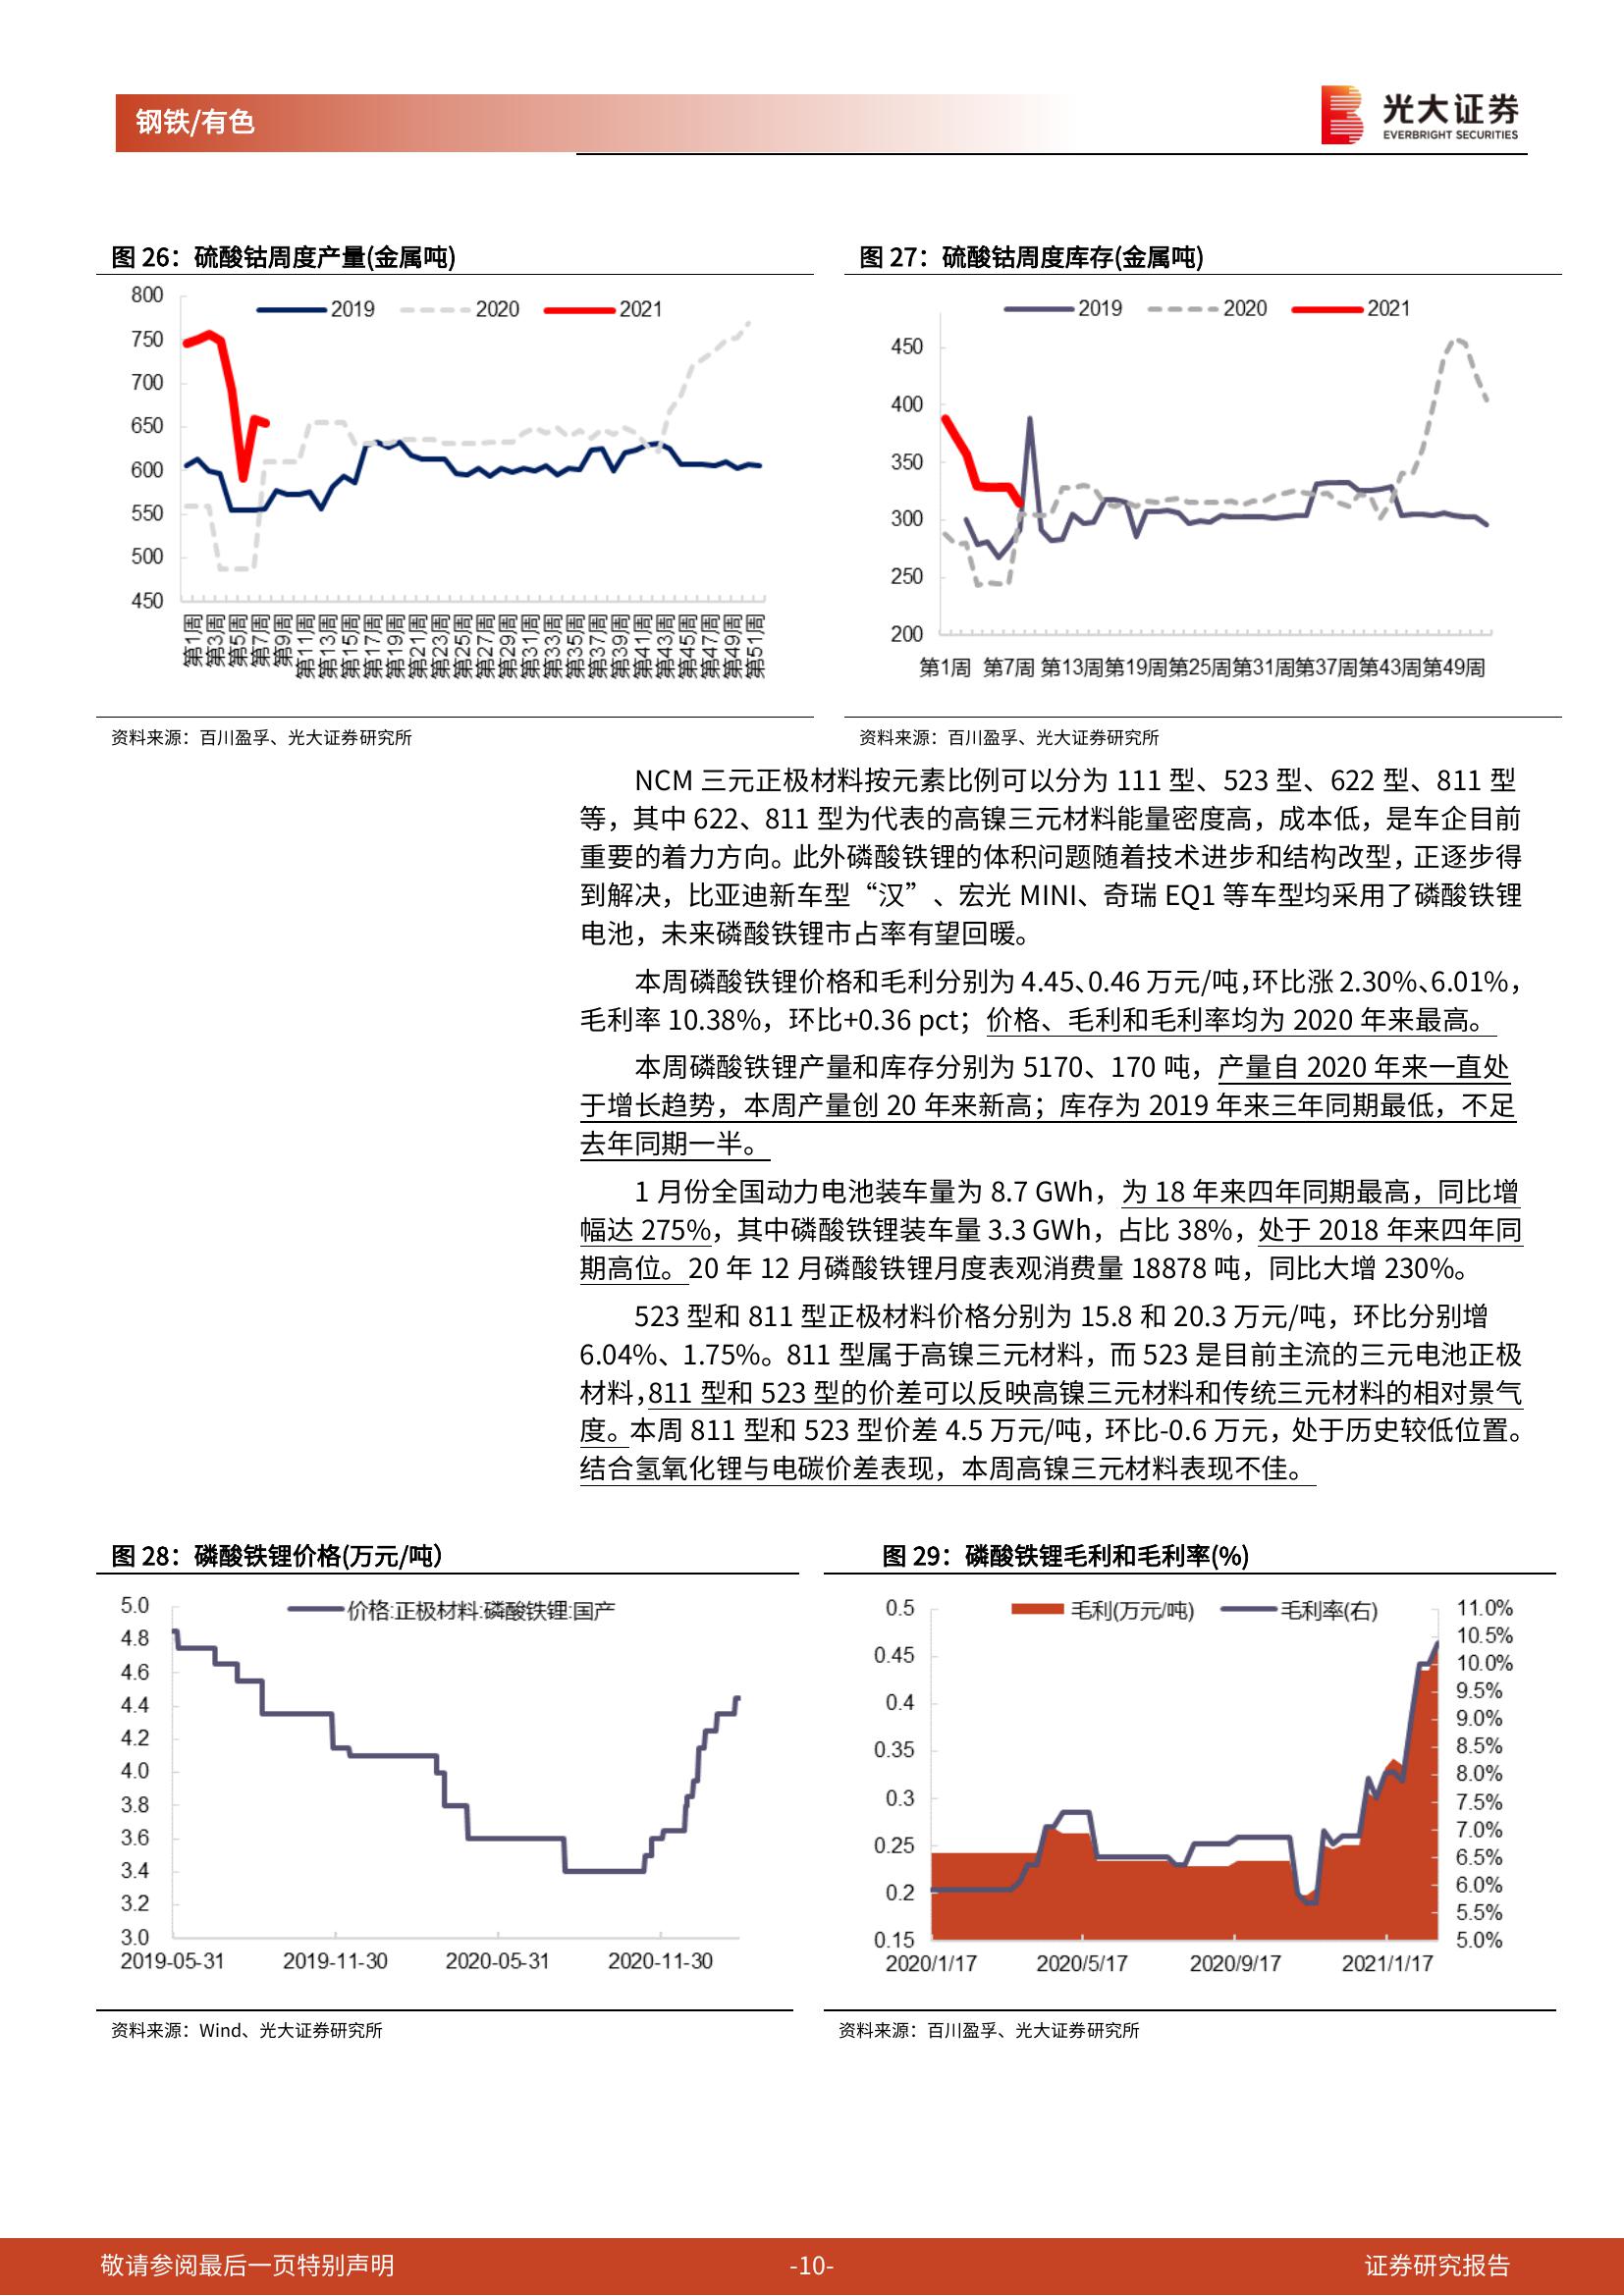 钢铁/有色
光大证券
EVERBRIGHT SECURITIES
图 26：硫酸钴周度产量(金属吨)
800
750
700
650
600
550
500
450
2019
2020
2021
第1周
第3周
第5周
第7周
第9周
第11周
第13周
第15周
第17周
第19周
第21周
第23周
第25周
第27周
第29周
第31周
第33周
第35周
第37周
第39周
第41周
第43周
第45周
第47周
第49周
第51周
资料来源：百川盈孚、光大证券研究所
图 27：硫酸钴周度库存(金属吨)
2019
2020
2021
450
400
350
300
250
200
第1周 第7周 第13周第19周第25周第31周第37周第43周第49周
资料来源：百川盈孚、光大证券研究所
NCM 三元正极材料按元素比例可以分为 111 型、523 型、622 型、811 型
等，其中 622、811 型为代表的高镍三元材料能量密度高，成本低，是车企目前
重要的着力方向。此外磷酸铁锂的体积问题随着技术进步和结构改型，正逐步得
到解决，比亚迪新车型“汉”、宏光 MINI、奇瑞 EQ1 等车型均采用了磷酸铁锂
电池，未来磷酸铁锂市占率有望回暖。
本周磷酸铁锂价格和毛利分别为 4.45、0.46 万元/吨，环比涨 2.30%、6.01%，
毛利率 10.38%，环比+0.36 pct；价格、毛利和毛利率均为 2020 年来最高。
本周磷酸铁锂产量和库存分别为 5170、170 吨，产量自 2020 年来一直处
于增长趋势，本周产量创 20 年来新高；库存为 2019 年来三年同期最低，不足
去年同期一半。
1 月份全国动力电池装车量为 8.7 GWh，为 18 年来四年同期最高，同比增
幅达 275%，其中磷酸铁锂装车量 3.3 GWh，占比 38%，处于 2018 年来四年同
期高位。20 年 12 月磷酸铁锂月度表观消费量 18878 吨，同比大增 230%。
523 型和 811 型正极材料价格分别为 15.8 和 20.3 万元/吨，环比分别增
6.04%、1.75%。811 型属于高镍三元材料，而 523 是目前主流的三元电池正极
材料，811 型和 523 型的价差可以反映高镍三元材料和传统三元材料的相对景气
度。本周 811 型和 523 型价差 4.5 万元/吨，环比-0.6 万元，处于历史较低位置。
结合氢氧化锂与电碳价差表现，本周高镍三元材料表现不佳。
图 28：磷酸铁锂价格(万元/吨)
价格:正极材料:磷酸铁锂:国产
5.0
4.8
4.6
4.4
4.2
4.0
3.8
3.6
3.4
3.2
3.0
2019-05-31
2019-11-30
2020-05-31
2020-11-30
资料来源：Wind、光大证券研究所
图 29：磷酸铁锂毛利和毛利率(%)
毛利(万元/吨)
毛利率(右)
0.5
0.45
0.4
0.35
0.3
0.25
0.2
0.15
11.0%
10.5%
10.0%
9.5%
9.0%
8.5%
8.0%
7.5%
7.0%
6.5%
6.0%
5.5%
5.0%
2020/1/17
2020/5/17
2020/9/17
2021/1/17
资料来源：百川盈孚、光大证券研究所
敬请参阅最后一页特别声明
-10-
证券研究报告